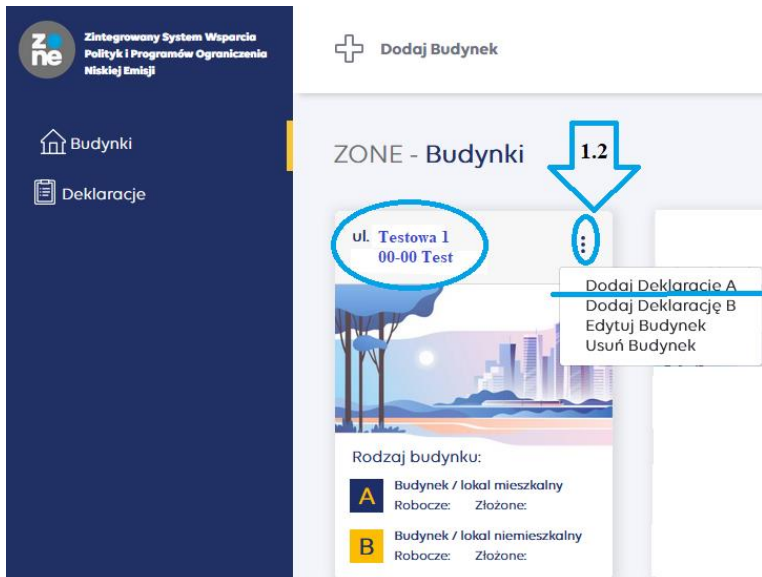 zone
Zintegrowany System Wsparcia
Polityk i Programów Ograniczenia
Niskiej Emisji
Dodaj Budynek
Budynki
Deklaracje
ZONE - Budynki
1.2
ul. Testowa 1
00-00 Test
Dodaj Deklarację A
Dodaj Deklarację B
Edytuj Budynek
Usuń Budynek
Rodzaj budynku:
A
Budynek / lokal mieszkalny
Robocze: Złożone:
B
Budynek / lokal niemieszkalny
Robocze: Złożone: